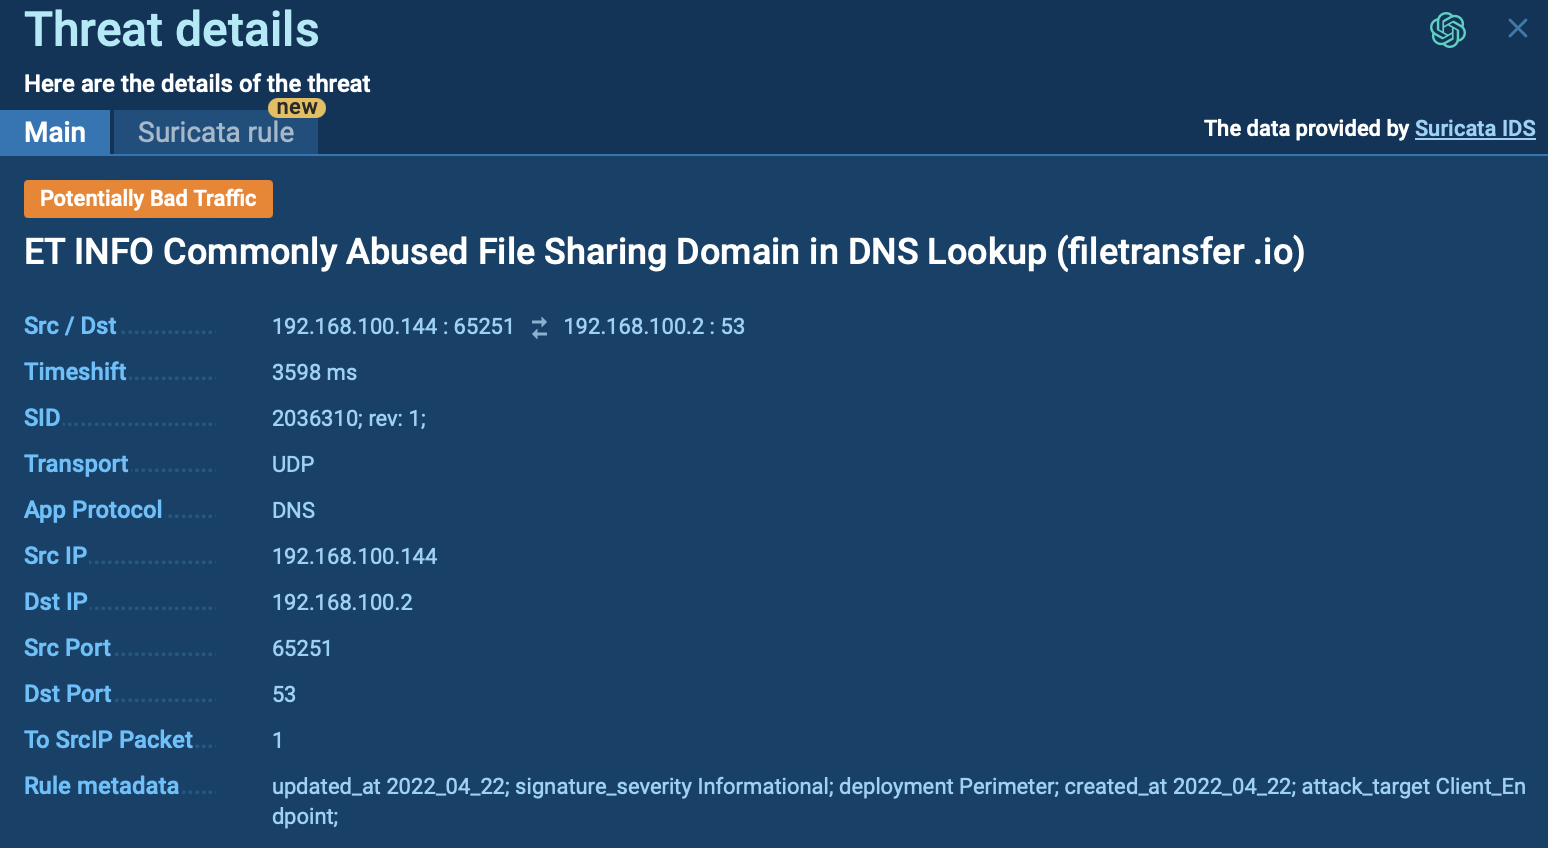 Threat details
Here are the details of the threat
new
Main
Suricata rule
The data provided by Suricata IDS
Potentially Bad Traffic
ET INFO Commonly Abused File Sharing Domain in DNS Lookup (filetransfer .io)
Src / Dst 192.168.100.144 : 65251 ⇄ 192.168.100.2 : 53
Timeshift 3598 ms
SID 2036310; rev: 1;
Transport UDP
App Protocol DNS
Src IP 192.168.100.144
Dst IP 192.168.100.2
Src Port 65251
Dst Port 53
To SrcIP Packet 1
Rule metadata updated_at 2022_04_22; signature_severity Informational; deployment Perimeter; created_at 2022_04_22; attack_target Client_En
dpoint;